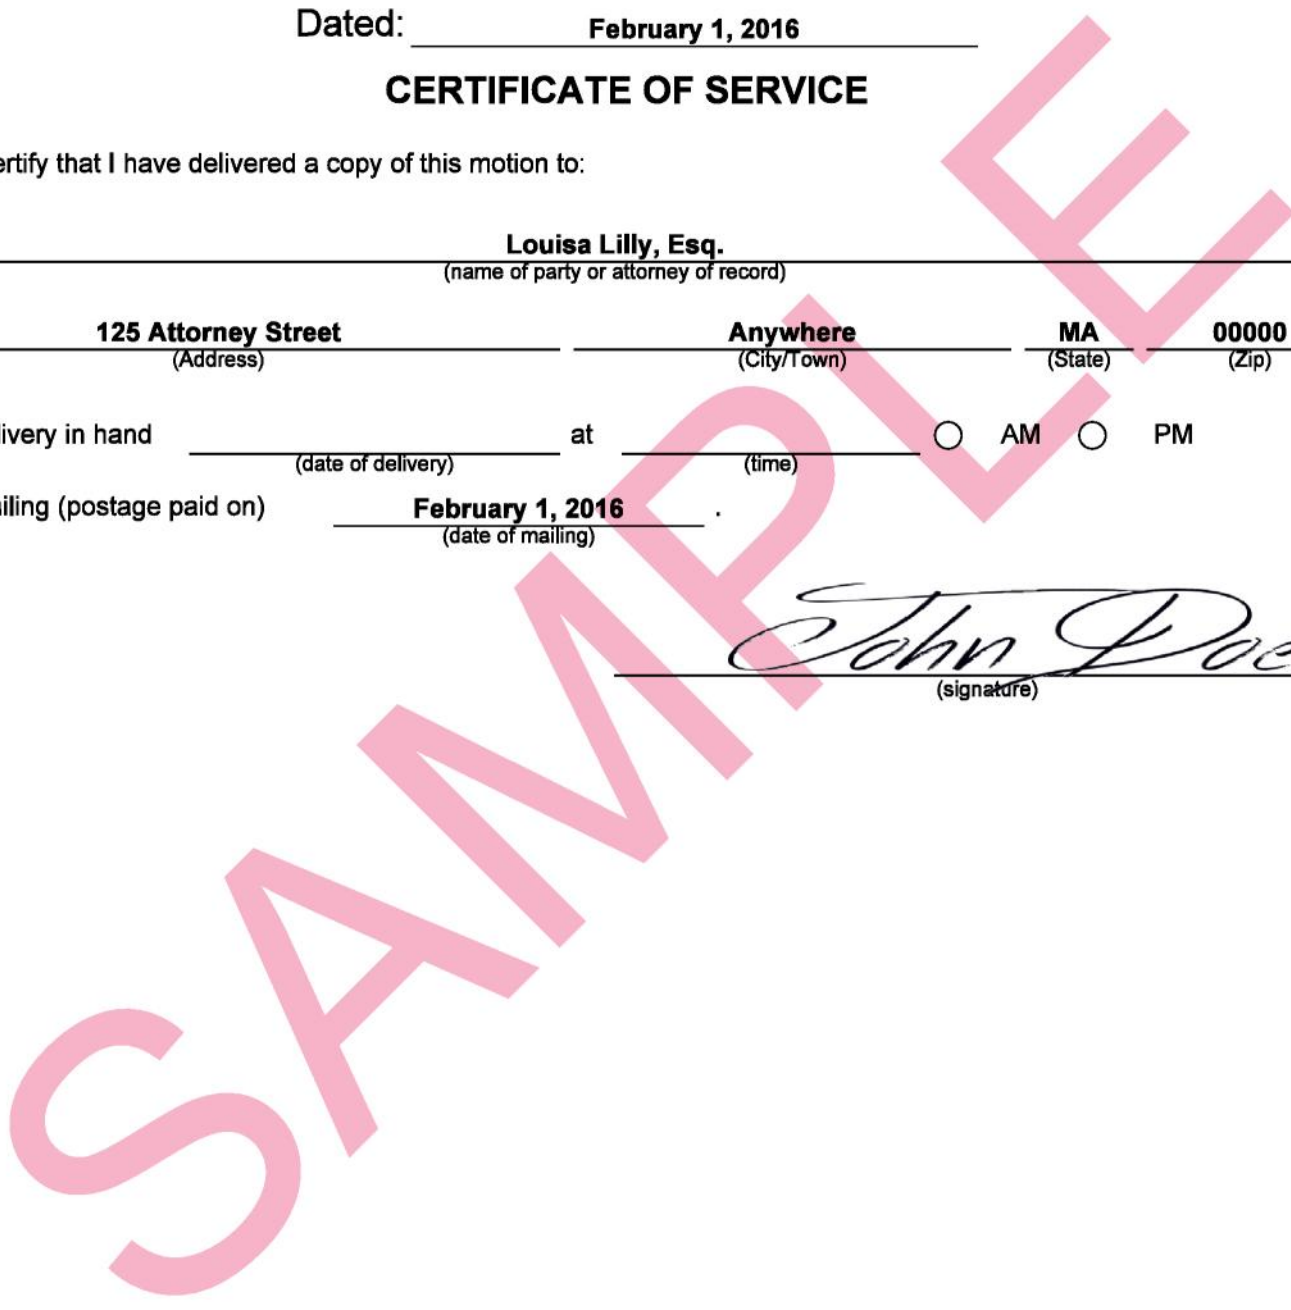 Dated: February 1, 2016
CERTIFICATE OF SERVICE
ertify that I have delivered a copy of this motion to:
Louisa Lilly, Esq.
(name of party or attorney of record)
125 Attorney Street Anywhere MA 00000
(Address) (City/Town) (State) (Zip)
livery in hand at AM PM
(date of delivery) (time)
iling (postage paid on) February 1, 2016 .
(date of mailing)
John Doe
(signature)
SAMPLE